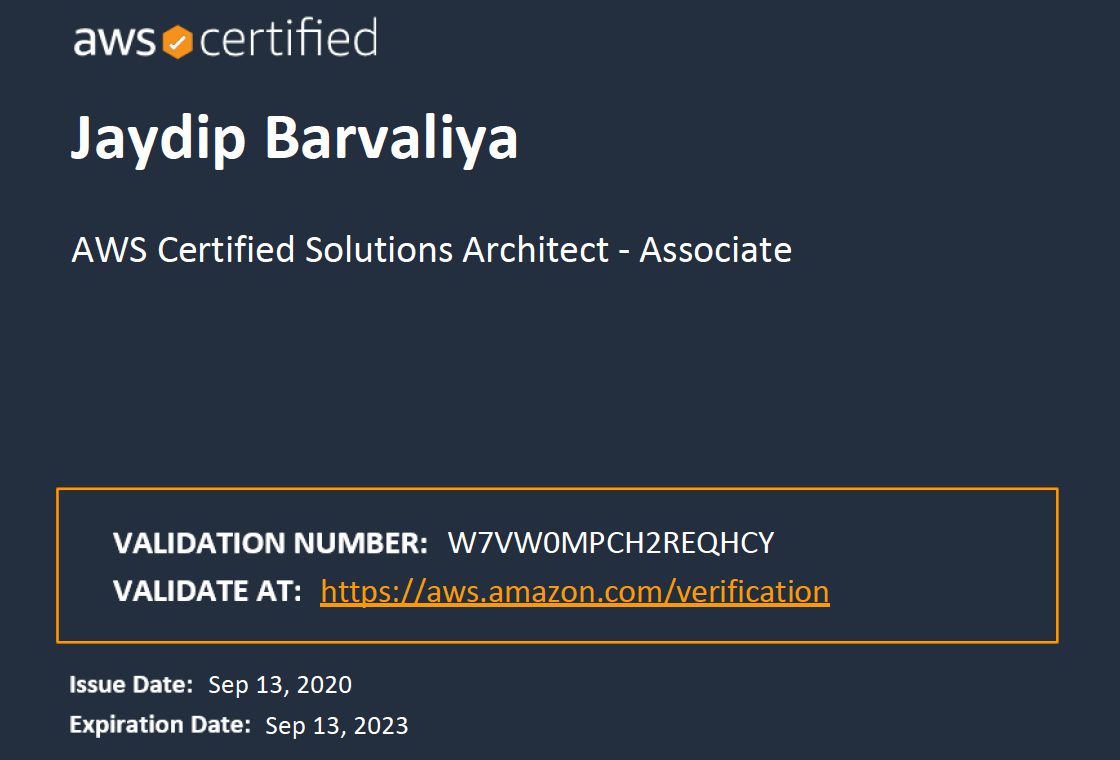 aws certified
Jaydip Barvaliya
AWS Certified Solutions Architect - Associate
VALIDATION NUMBER: W7VW0MPCH2REQHCY
VALIDATE AT: https://aws.amazon.com/verification
Issue Date: Sep 13, 2020
Expiration Date: Sep 13, 2023